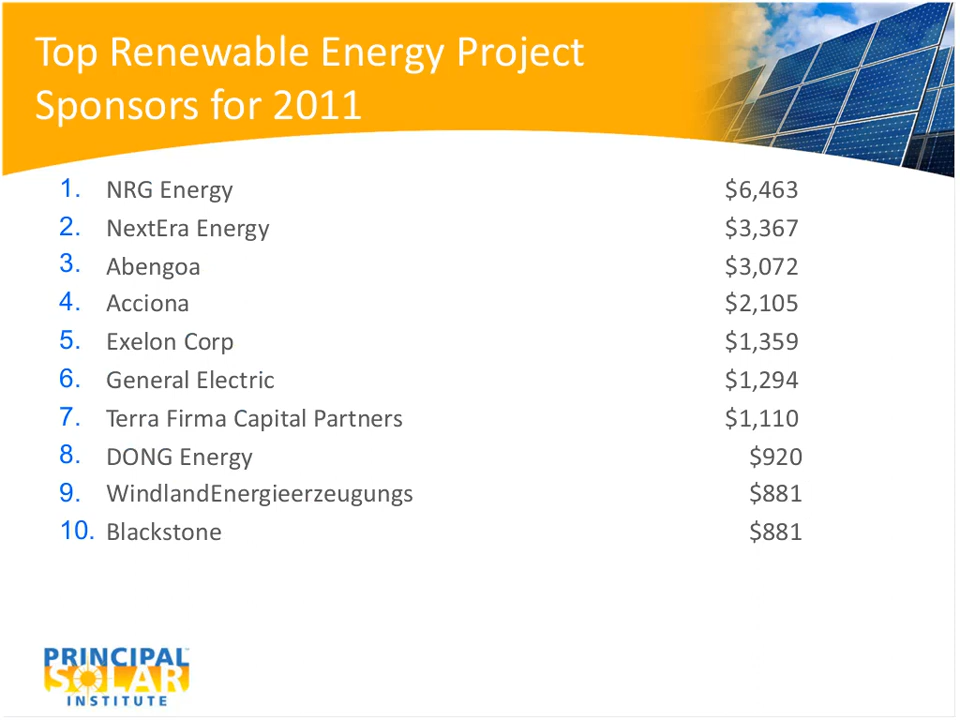 Top Renewable Energy Project
Sponsors for 2011
1. NRG Energy $6,463
2. NextEra Energy $3,367
3. Abengoa $3,072
4. Acciona $2,105
5. Exelon Corp $1,359
6. General Electric $1,294
7. Terra Firma Capital Partners $1,110
8. DONG Energy $920
9. WindlandEnergieerzeugungs $881
10. Blackstone $881
PRINCIPAL
SOLAR
INSTITUTE